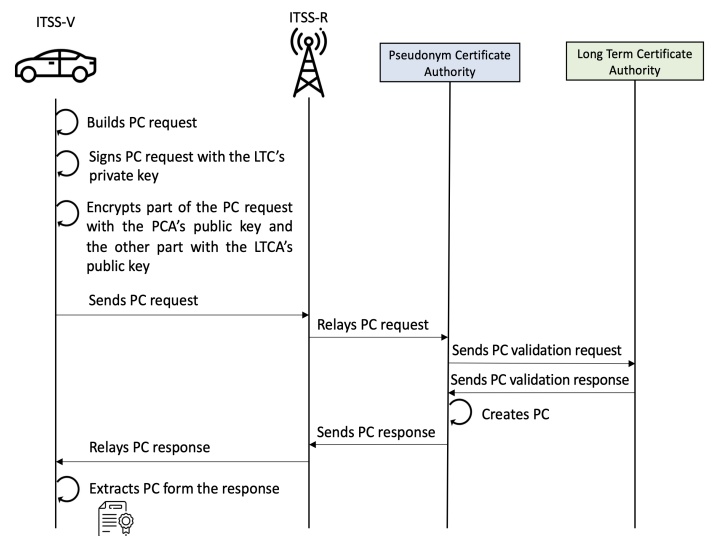 ITSS-V
ITSS-R
Pseudonym Certificate
Authority
Long Term Certificate
Authority
Builds PC request
Signs PC request with the LTC's
private key
Encrypts part of the PC request
with the PCA's public key and
the other part with the LTCA's
public key
Sends PC request
Relays PC request
Sends PC validation request
Sends PC validation response
Creates PC
Sends PC response
Relays PC response
Extracts PC form the response